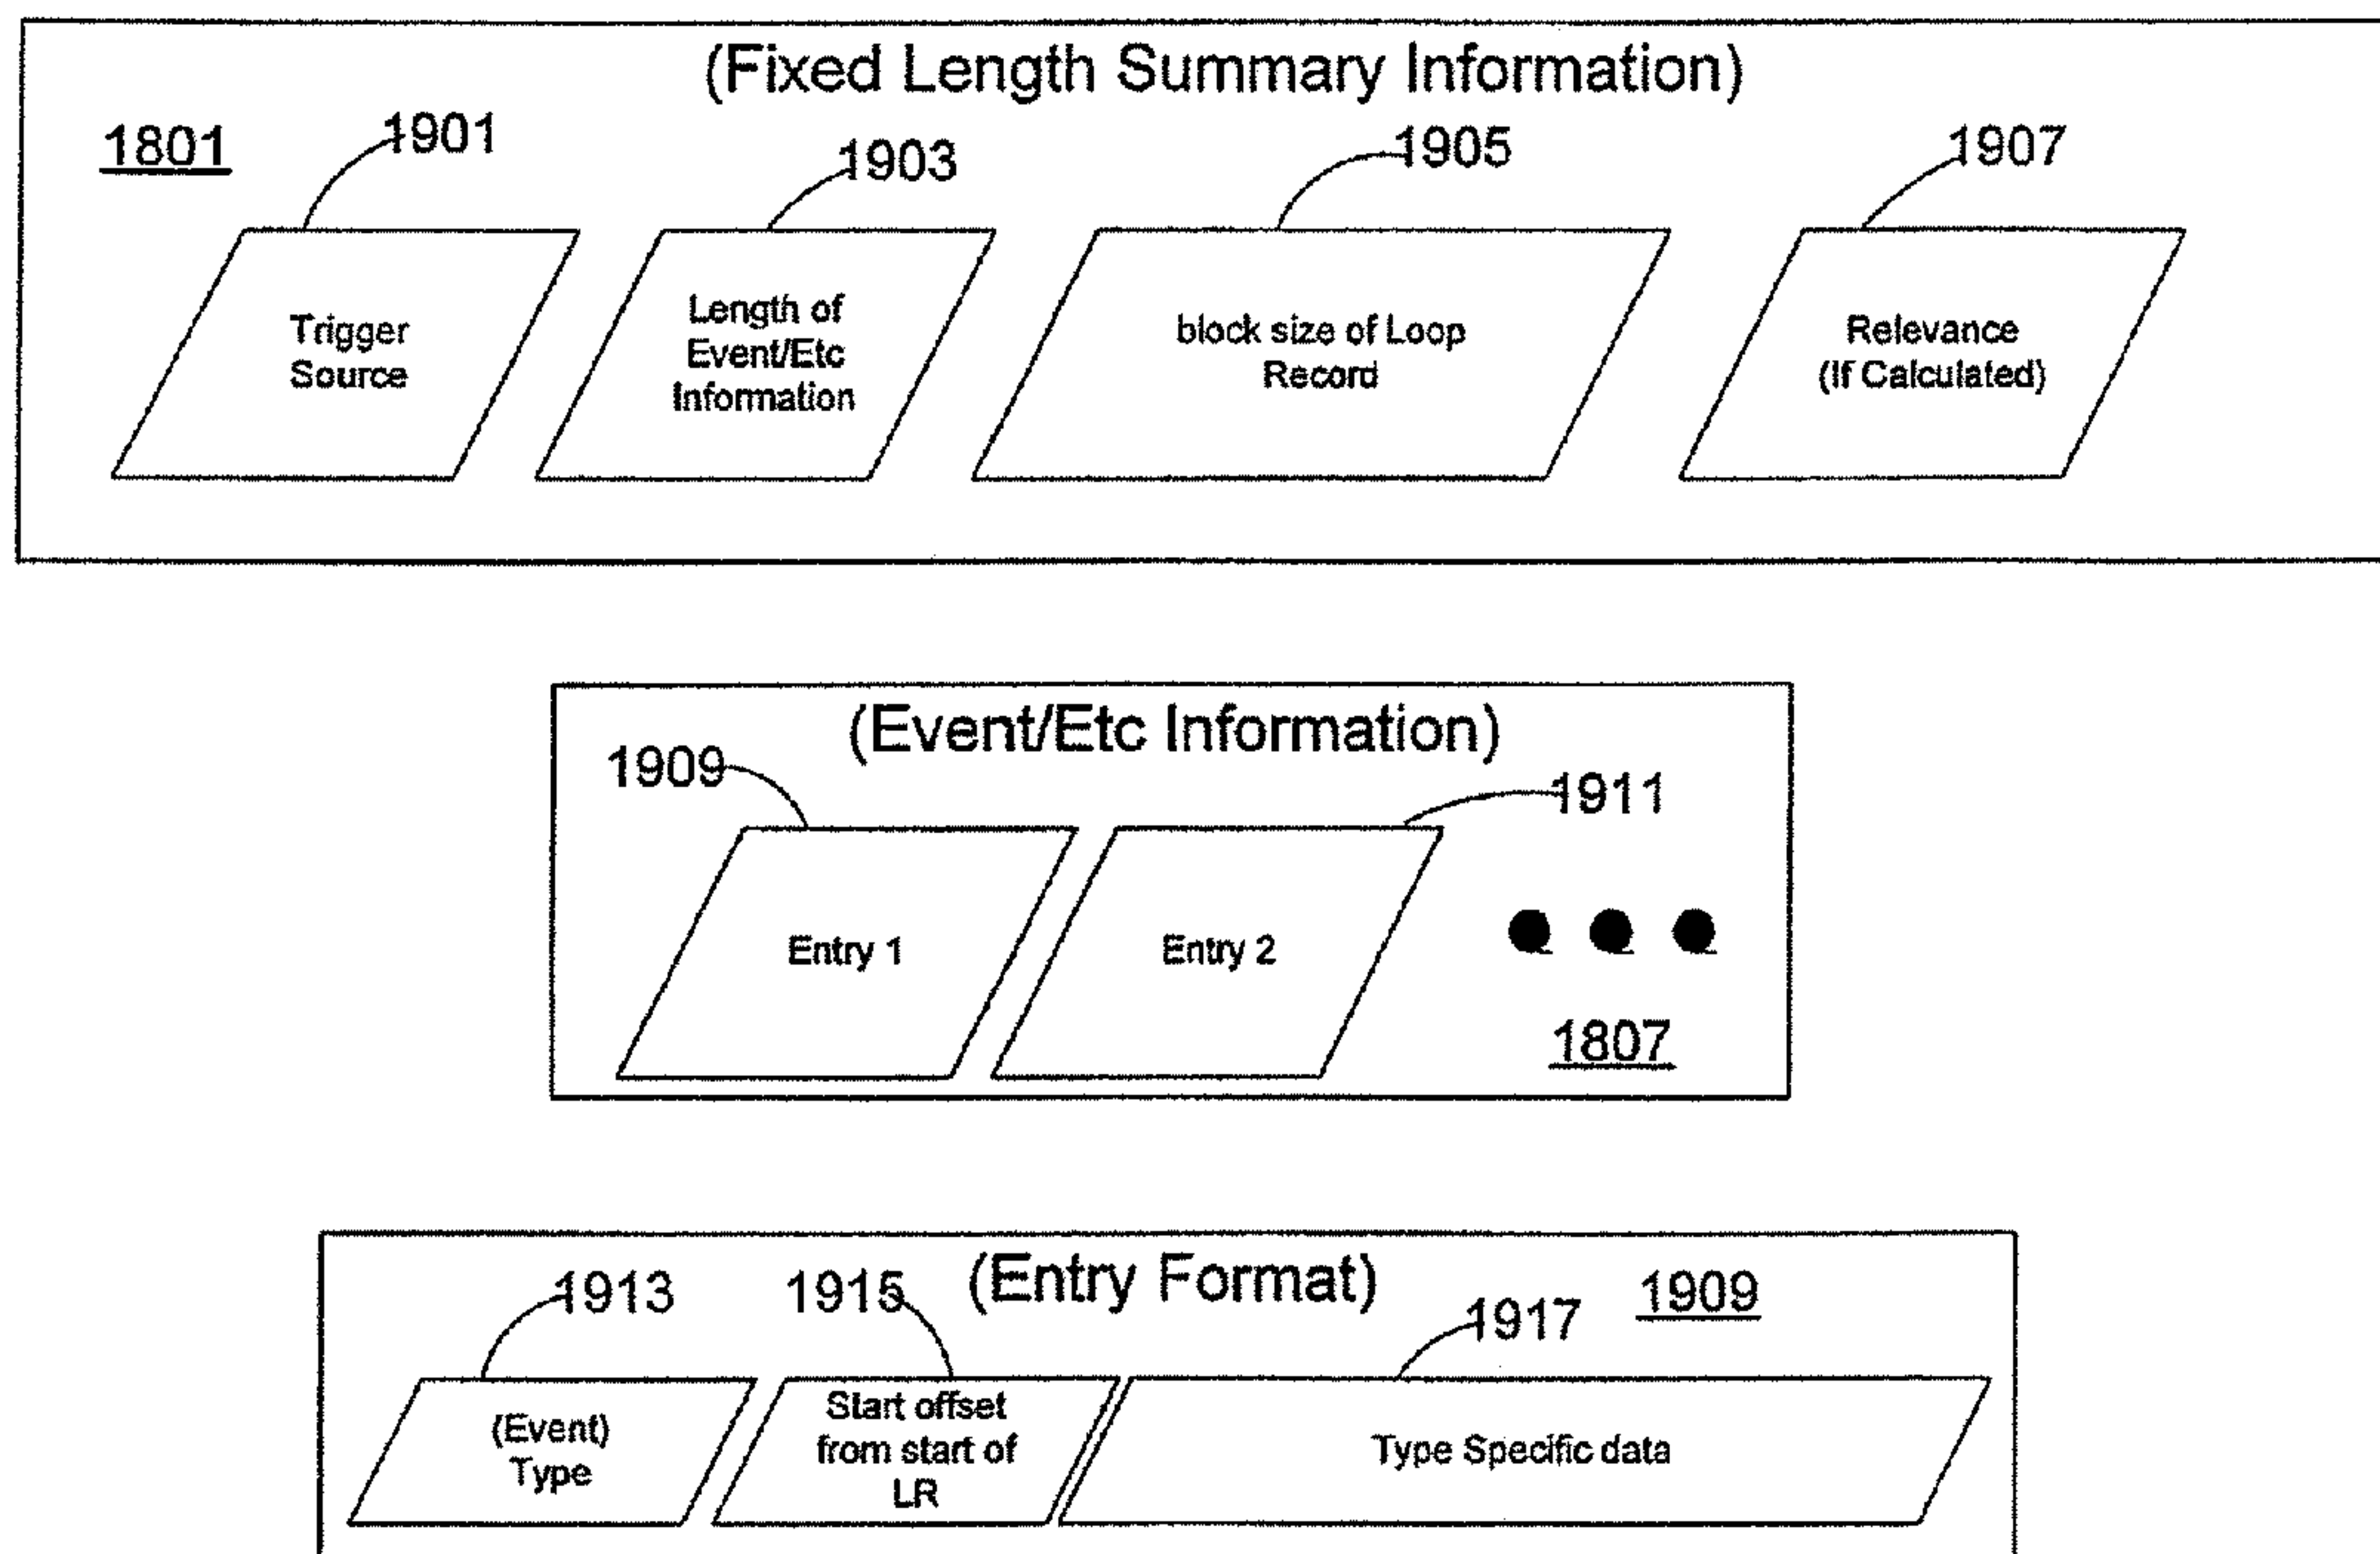 (Fixed Length Summary Information)
1801
1901
1903
1905
1907
Trigger
Source
Length of
Event/Etc
Information
block size of Loop
Record
Relevance
(If Calculated)
(Event/Etc Information)
1909
1911
Entry 1
Entry 2
1807
(Entry Format)
1913
1915
1917
1909
(Event)
Type
Start offset
from start of
LR
Type Specific data